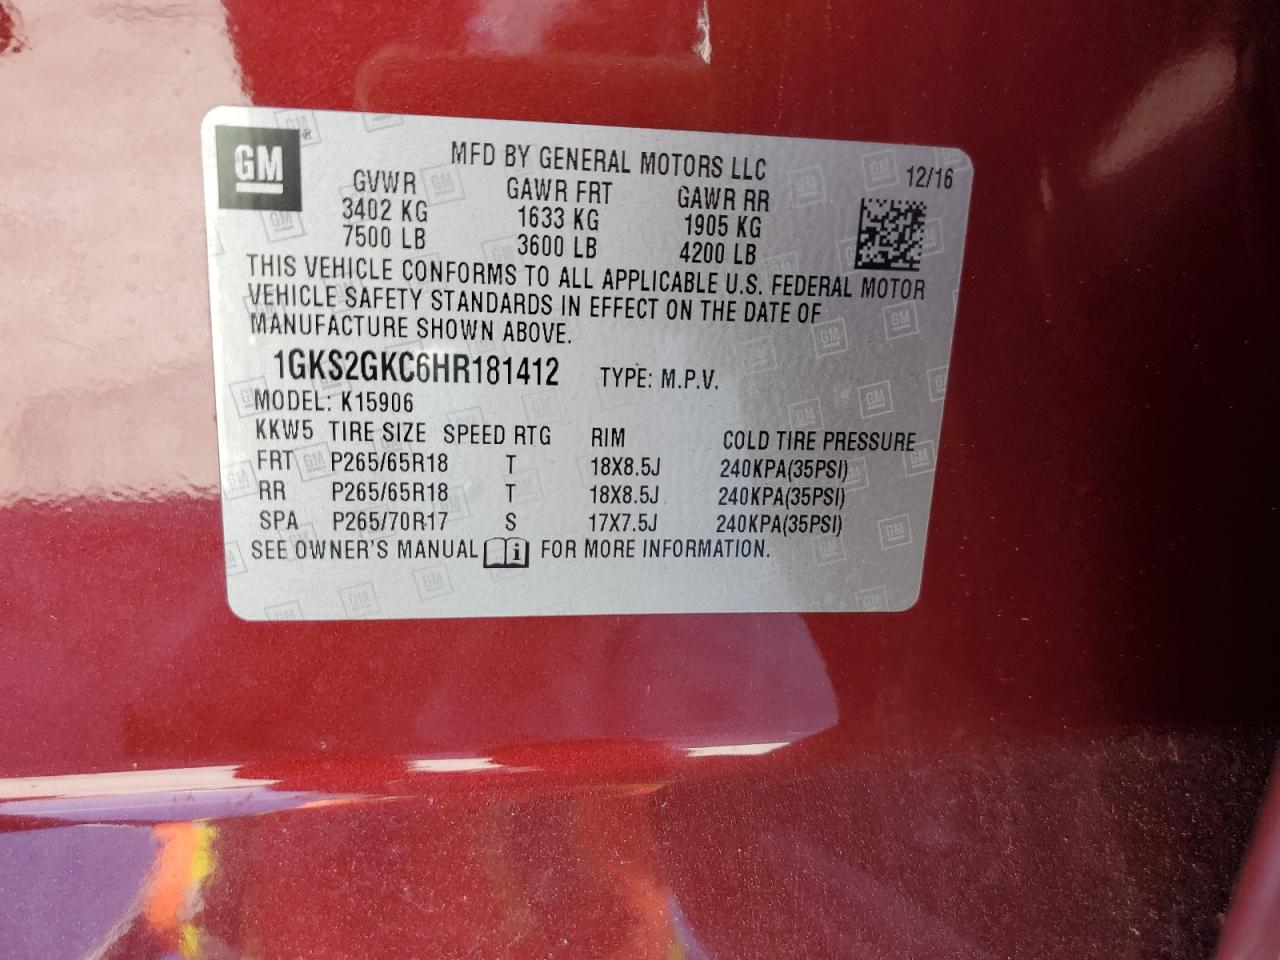 GM ®
MFD BY GENERAL MOTORS LLC
12/16
GVWR GAWR FRT GAWR RR
3402 KG 1633 KG 1905 KG
7500 LB 3600 LB 4200 LB
THIS VEHICLE CONFORMS TO ALL APPLICABLE U.S. FEDERAL MOTOR
VEHICLE SAFETY STANDARDS IN EFFECT ON THE DATE OF
MANUFACTURE SHOWN ABOVE.
1GKS2GKC6HR181412 TYPE: M.P.V.
MODEL: K15906
KKW5 TIRE SIZE SPEED RTG RIM COLD TIRE PRESSURE
FRT P265/65R18 T 18X8.5J 240KPA(35PSI)
RR P265/65R18 T 18X8.5J 240KPA(35PSI)
SPA P265/70R17 S 17X7.5J 240KPA(35PSI)
SEE OWNER'S MANUAL i FOR MORE INFORMATION.